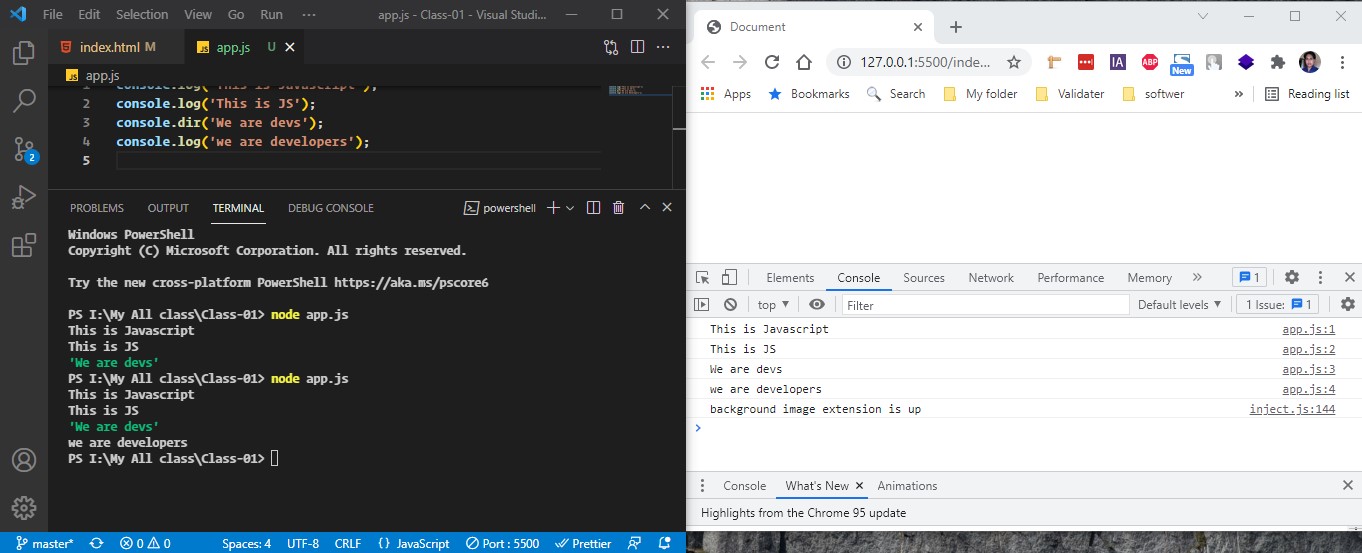 File Edit Selection View Go Run ··· app.js - Class-01 - Visual Studi...
index.html M app.js U
JS app.js
1 console.log('This is Javascript');
2 console.log('This is JS');
3 console.dir('We are devs');
4 console.log('we are developers');
5
PROBLEMS OUTPUT TERMINAL DEBUG CONSOLE powershell
Windows PowerShell
Copyright (C) Microsoft Corporation. All rights reserved.
Try the new cross-platform PowerShell https://aka.ms/pscore6
PS I:\My All class\Class-01> node app.js
This is Javascript
This is JS
'We are devs'
PS I:\My All class\Class-01> node app.js
This is Javascript
This is JS
'We are devs'
we are developers
PS I:\My All class\Class-01>
2
master* 0 0 Spaces: 4 UTF-8 CRLF {} JavaScript Port : 5500 Prettier
Document
127.0.0.1:5500/inde... IA ABP New
Apps Bookmarks Search My folder Validater softwer » Reading list
Elements Console Sources Network Performance Memory » 1
top Filter Default levels 1 Issue: 1
This is Javascript app.js:1
This is JS app.js:2
We are devs app.js:3
we are developers app.js:4
background image extension is up inject.js:144
Console What's New Animations
Highlights from the Chrome 95 update